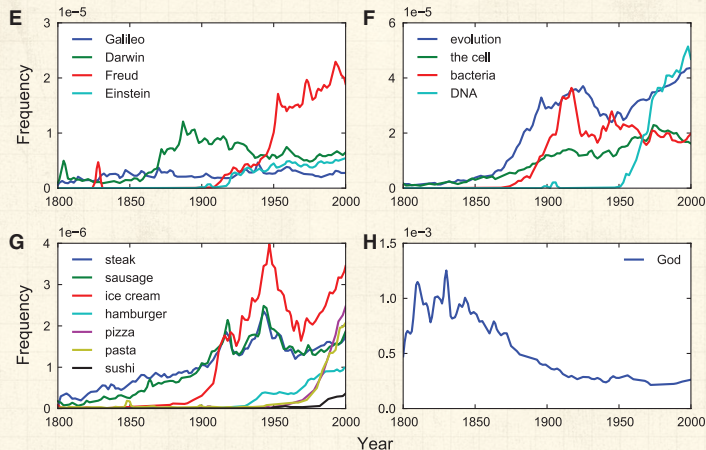 E
1e-5
Galileo
Darwin
Freud
Einstein
3
2
1
0
Frequency
1800 1850 1900 1950 2000
F
1e-5
evolution
the cell
bacteria
DNA
6
4
2
0
1800 1850 1900 1950 2000
G
1e-6
steak
sausage
ice cream
hamburger
pizza
pasta
sushi
4
3
2
1
0
Frequency
1800 1850 1900 1950 2000
H
1e-3
God
1.5
1.0
0.5
0.0
1800 1850 1900 1950 2000
Year